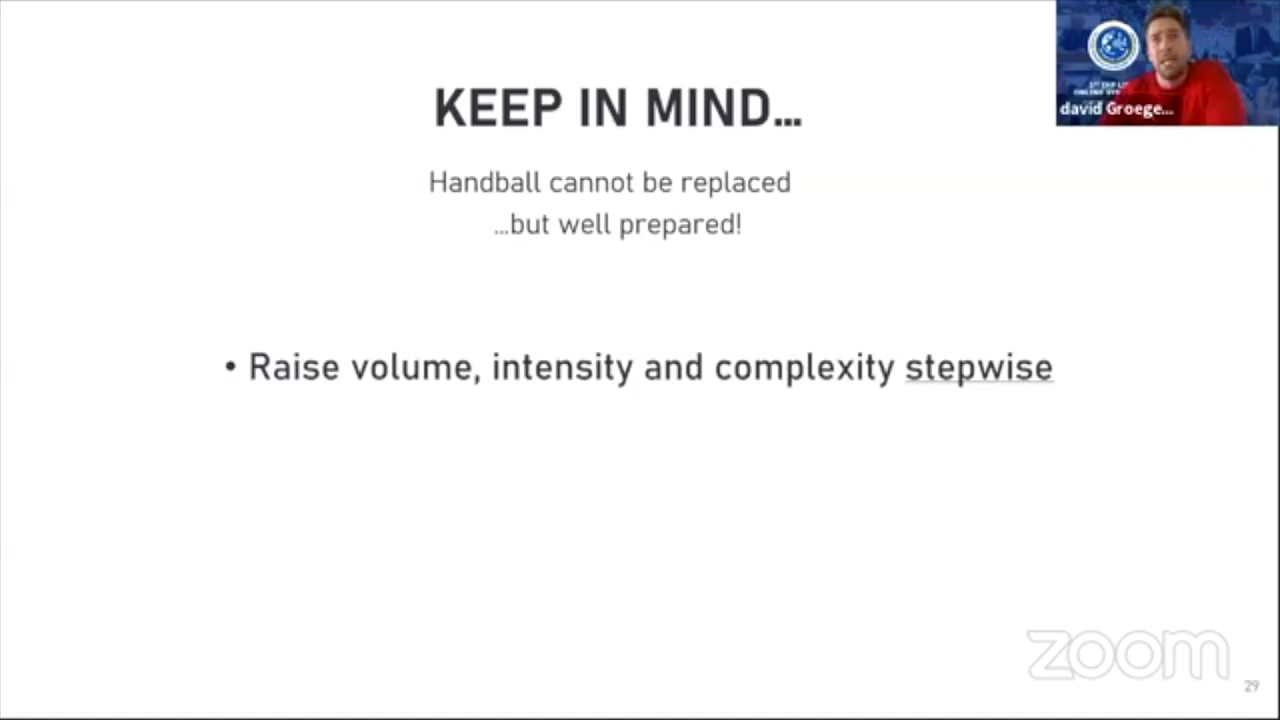 KEEP IN MIND...
Handball cannot be replaced
...but well prepared!
• Raise volume, intensity and complexity stepwise
david Groege...
zoom
29